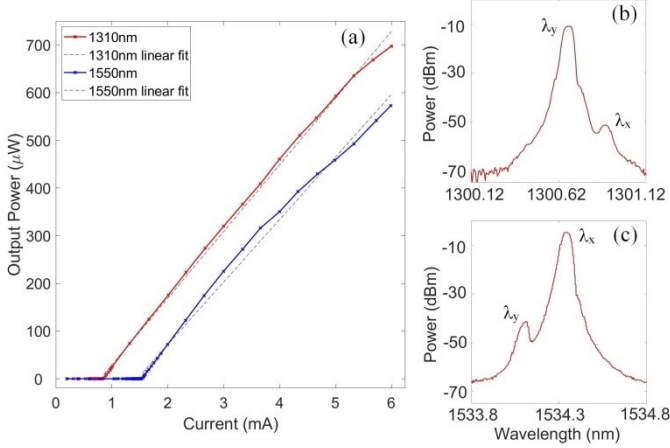 (a)
1310nm
1310nm linear fit
1550nm
1550nm linear fit
Output Power (μW)
700
600
500
400
300
200
100
0
0 1 2 3 4 5 6
Current (mA)
(b)
λy
λx
Power (dBm)
-10
-30
-50
-70
1300.12 1300.62 1301.12
(c)
λx
λy
Power (dBm)
-10
-30
-50
-70
1533.8 1534.3 1534.8
Wavelength (nm)